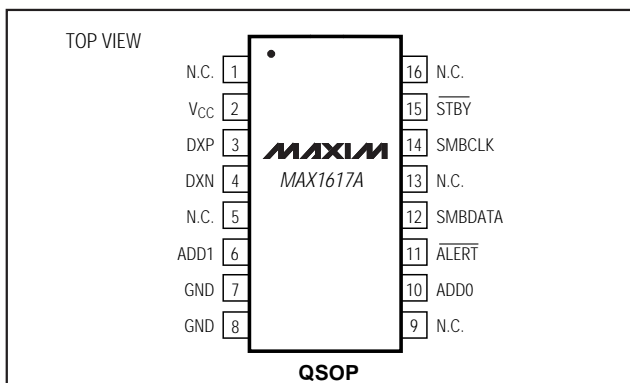 TOP VIEW
N.C. 1 16 N.C.
VCC 2 15 STBY
DXP 3 14 SMBCLK
MAXIM
DXN 4 MAX1617A 13 N.C.
N.C. 5 12 SMBDATA
ADD1 6 11 ALERT
GND 7 10 ADD0
GND 8 9 N.C.
QSOP